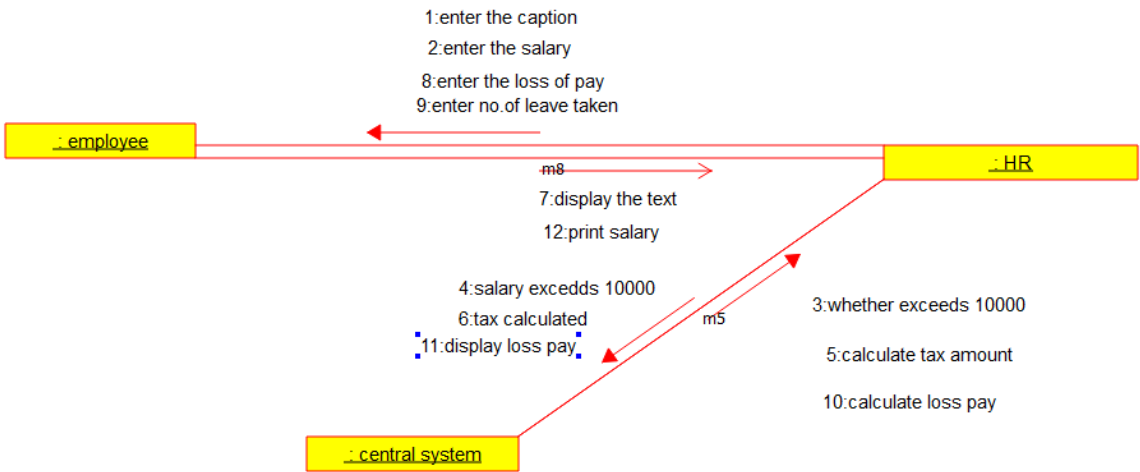 1:enter the caption
2:enter the salary
8:enter the loss of pay
9:enter no.of leave taken
: employee
: HR
m8
7:display the text
12:print salary
4:salary excedds 10000
3:whether exceeds 10000
6:tax calculated
m5
11:display loss pay
5:calculate tax amount
10:calculate loss pay
: central system